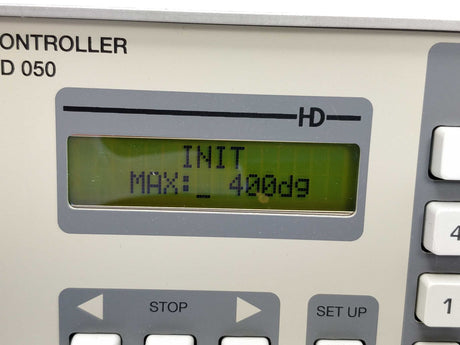 ONTROLLER
D 050
HD
INIT
MAX:_ 400dg
STOP
SET UP
4
1